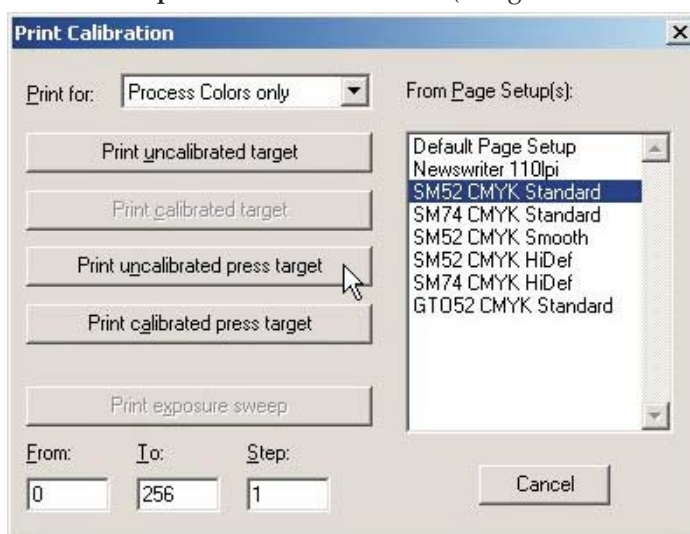 Print Calibration
Print for: Process Colors only
Print uncalibrated target
Print calibrated target
Print uncalibrated press target
Print calibrated press target
Print exposure sweep
From: To: Step:
0 256 1
From Page Setup(s):
Default Page Setup
Newswriter 110lpi
SM52 CMYK Standard
SM74 CMYK Standard
SM52 CMYK Smooth
SM52 CMYK HiDef
SM74 CMYK HiDef
GTO52 CMYK Standard
Cancel